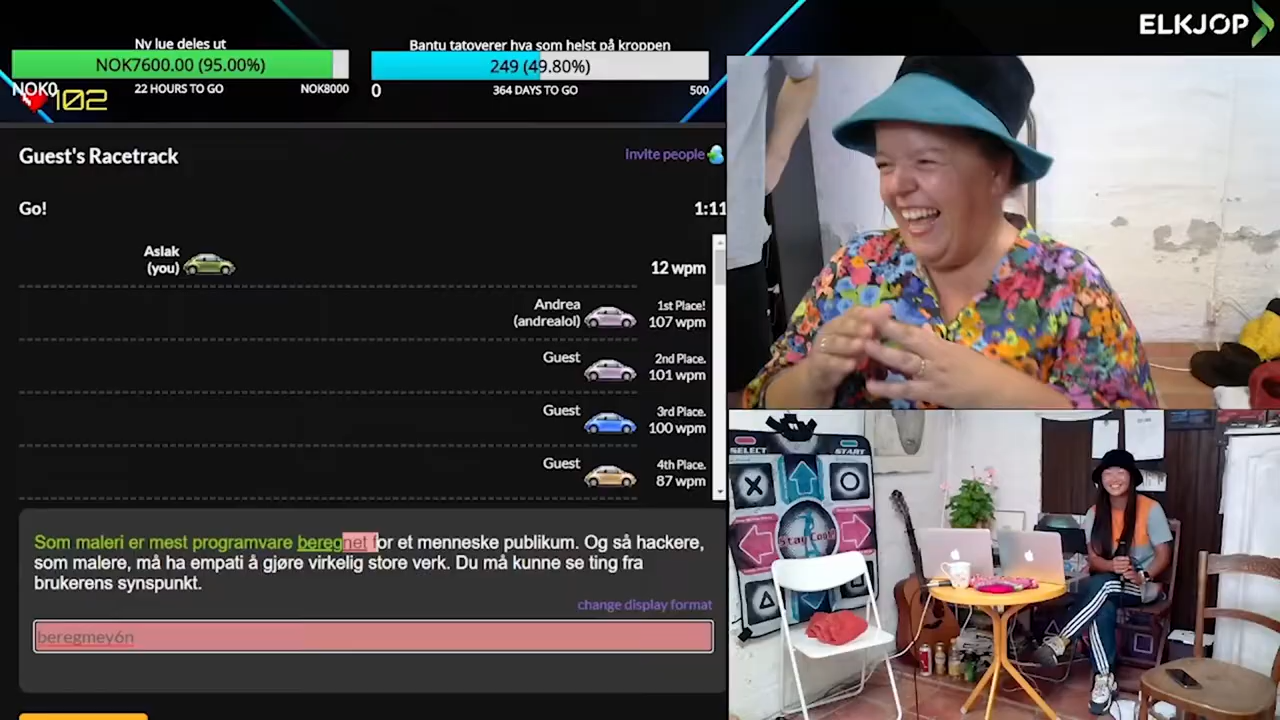 ELKJOP
Ny lue deles ut
NOK7600.00 (95.00%)
NOK0
22 HOURS TO GO
NOK8000
102
Bantu tatoverer hva som helst på kroppen
249 (49.80%)
0
364 DAYS TO GO
500
Guest's Racetrack
Invite people
Go!
1:11
Aslak
(you)
12 wpm
Andrea
(andrealol)
1st Place!
107 wpm
Guest
2nd Place.
101 wpm
Guest
3rd Place.
100 wpm
Guest
4th Place.
87 wpm
Som maleri er mest programvare beregnet for et menneske publikum. Og så hackere,
som malere, må ha empati å gjøre virkelig store verk. Du må kunne se ting fra
brukerens synspunkt.
change display format
beregmey6n
SELECT
START
Stay Cool!